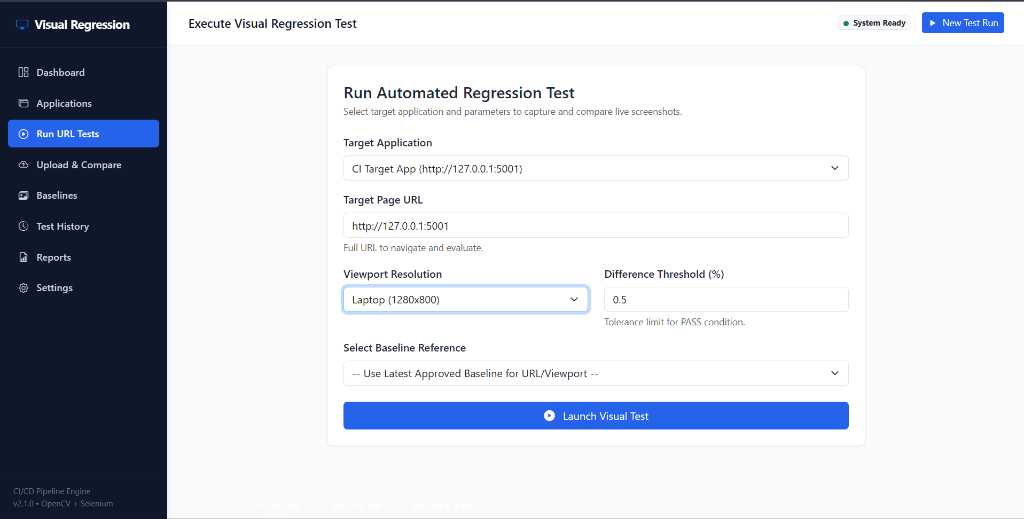 Visual Regression
Dashboard
Applications
Run URL Tests
Upload & Compare
Baselines
Test History
Reports
Settings
CI/CD Pipeline Engine
v2.1.0 • OpenCV + Selenium
Execute Visual Regression Test
System Ready
New Test Run
Run Automated Regression Test
Select target application and parameters to capture and compare live screenshots.
Target Application
CI Target App (http://127.0.0.1:5001)
Target Page URL
http://127.0.0.1:5001
Full URL to navigate and evaluate.
Viewport Resolution
Laptop (1280x800)
Difference Threshold (%)
0.5
Tolerance limit for PASS condition.
Select Baseline Reference
-- Use Latest Approved Baseline for URL/Viewport --
Launch Visual Test